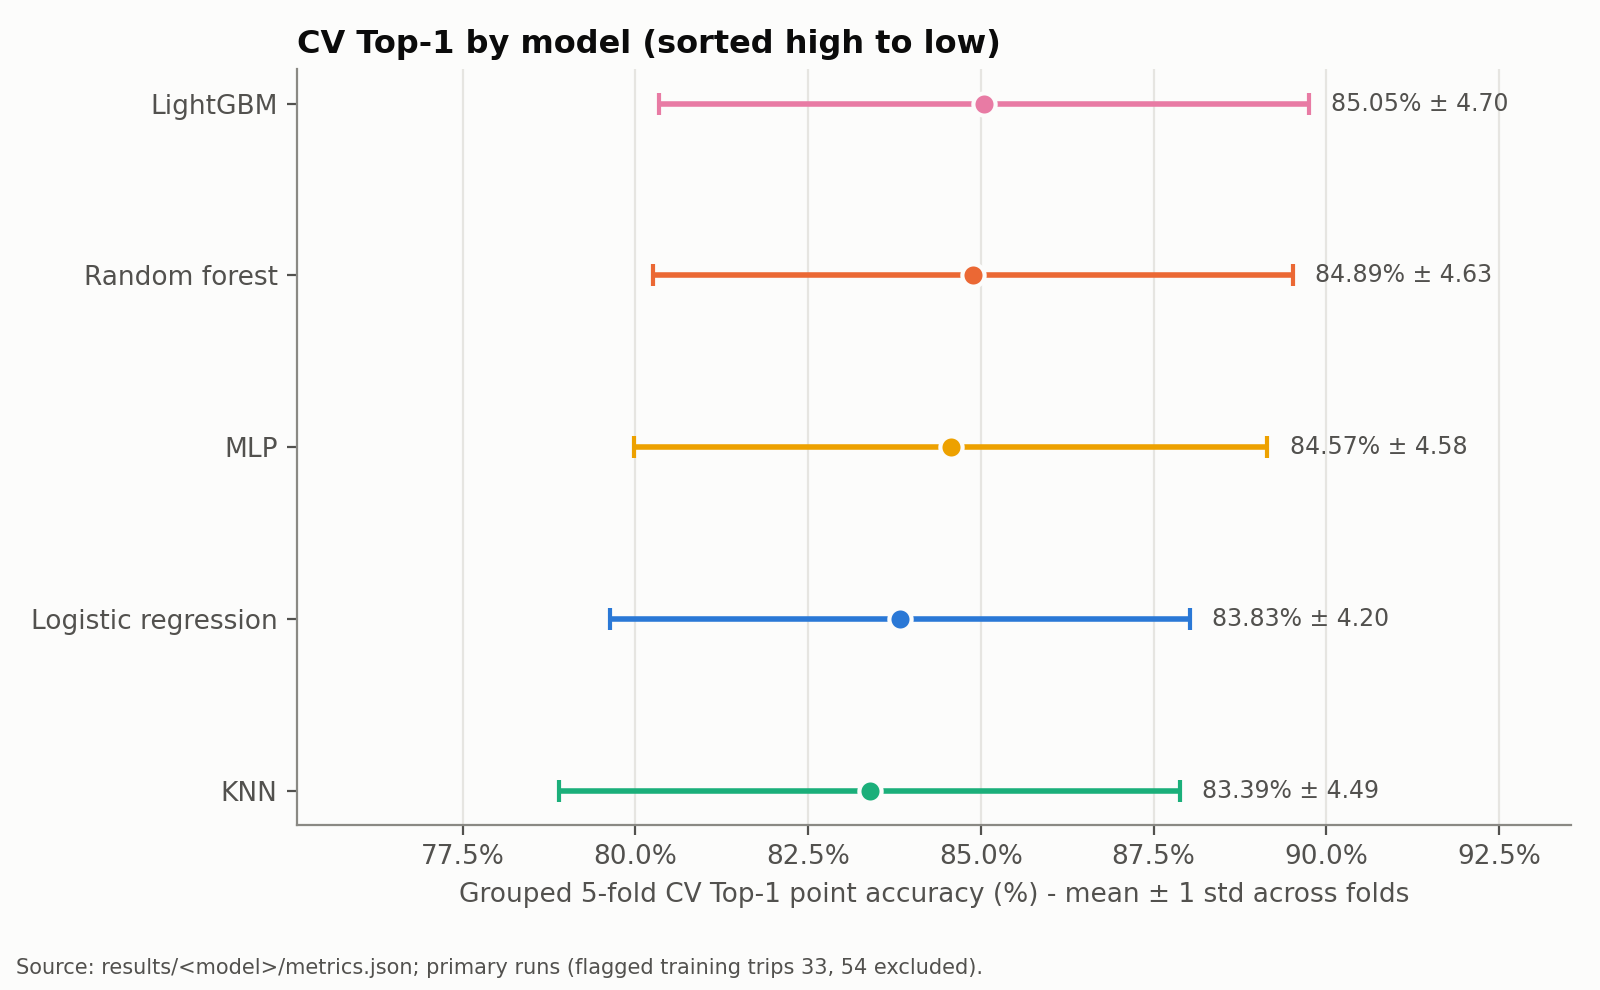 CV Top-1 by model (sorted high to low)
LightGBM
85.05% ± 4.70
Random forest
84.89% ± 4.63
MLP
84.57% ± 4.58
Logistic regression
83.83% ± 4.20
KNN
83.39% ± 4.49
77.5% 80.0% 82.5% 85.0% 87.5% 90.0% 92.5%
Grouped 5-fold CV Top-1 point accuracy (%) - mean ± 1 std across folds
Source: results/<model>/metrics.json; primary runs (flagged training trips 33, 54 excluded).